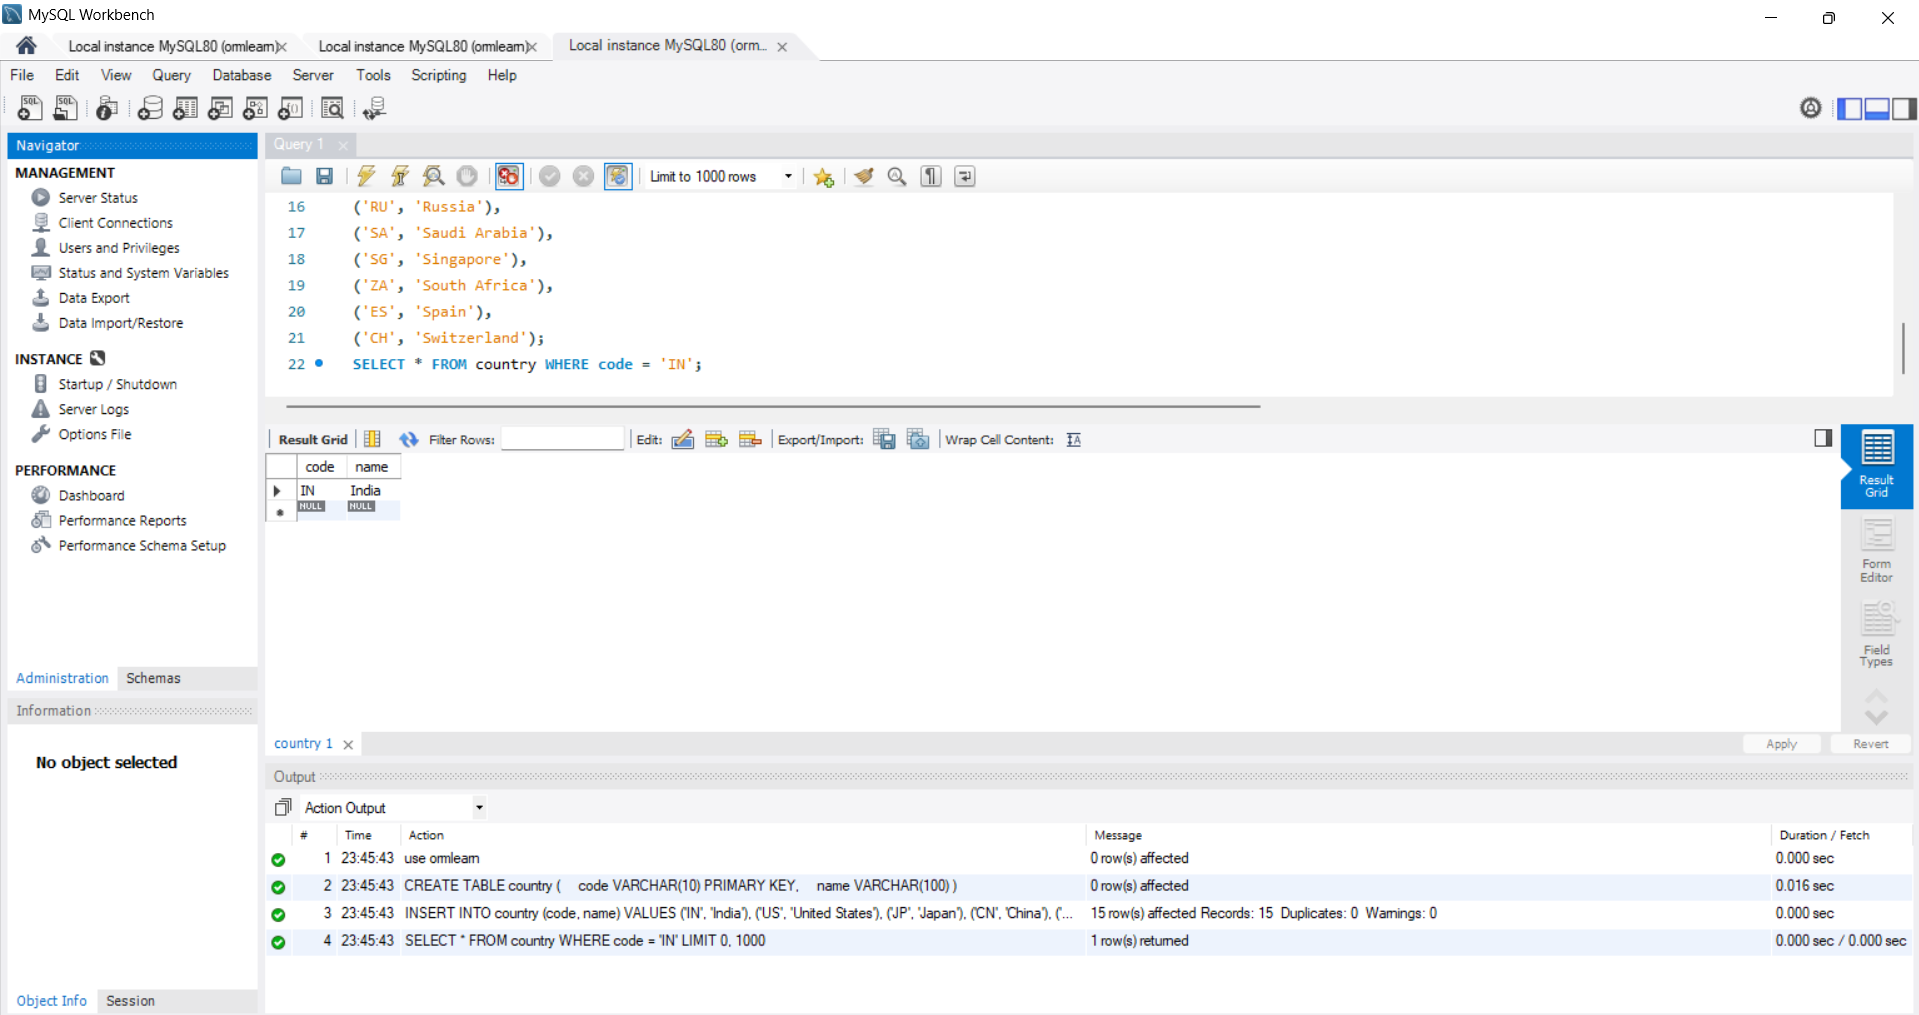 MySQL Workbench
Local instance MySQL80 (ormlearn)
Local instance MySQL80 (ormlearn)
Local instance MySQL80 (orm...
File Edit View Query Database Server Tools Scripting Help
Navigator
MANAGEMENT
Server Status
Client Connections
Users and Privileges
Status and System Variables
Data Export
Data Import/Restore
INSTANCE
Startup / Shutdown
Server Logs
Options File
PERFORMANCE
Dashboard
Performance Reports
Performance Schema Setup
Administration Schemas
Information
No object selected
Object Info Session
Query 1
Limit to 1000 rows
16 ('RU', 'Russia'),
17 ('SA', 'Saudi Arabia'),
18 ('SG', 'Singapore'),
19 ('ZA', 'South Africa'),
20 ('ES', 'Spain'),
21 ('CH', 'Switzerland');
22 SELECT * FROM country WHERE code = 'IN';
Result Grid Filter Rows: Edit: Export/Import: Wrap Cell Content:
code name
IN India
NULL NULL
Result Grid
Form Editor
Field Types
country 1
Apply Revert
Output
Action Output
# Time Action Message Duration / Fetch
1 23:45:43 use ormlearn 0 row(s) affected 0.000 sec
2 23:45:43 CREATE TABLE country ( code VARCHAR(10) PRIMARY KEY, name VARCHAR(100) ) 0 row(s) affected 0.016 sec
3 23:45:43 INSERT INTO country (code, name) VALUES ('IN', 'India'), ('US', 'United States'), ('JP', 'Japan'), ('CN', 'China'), ('... 15 row(s) affected Records: 15 Duplicates: 0 Warnings: 0 0.000 sec
4 23:45:43 SELECT * FROM country WHERE code = 'IN' LIMIT 0, 1000 1 row(s) returned 0.000 sec / 0.000 sec